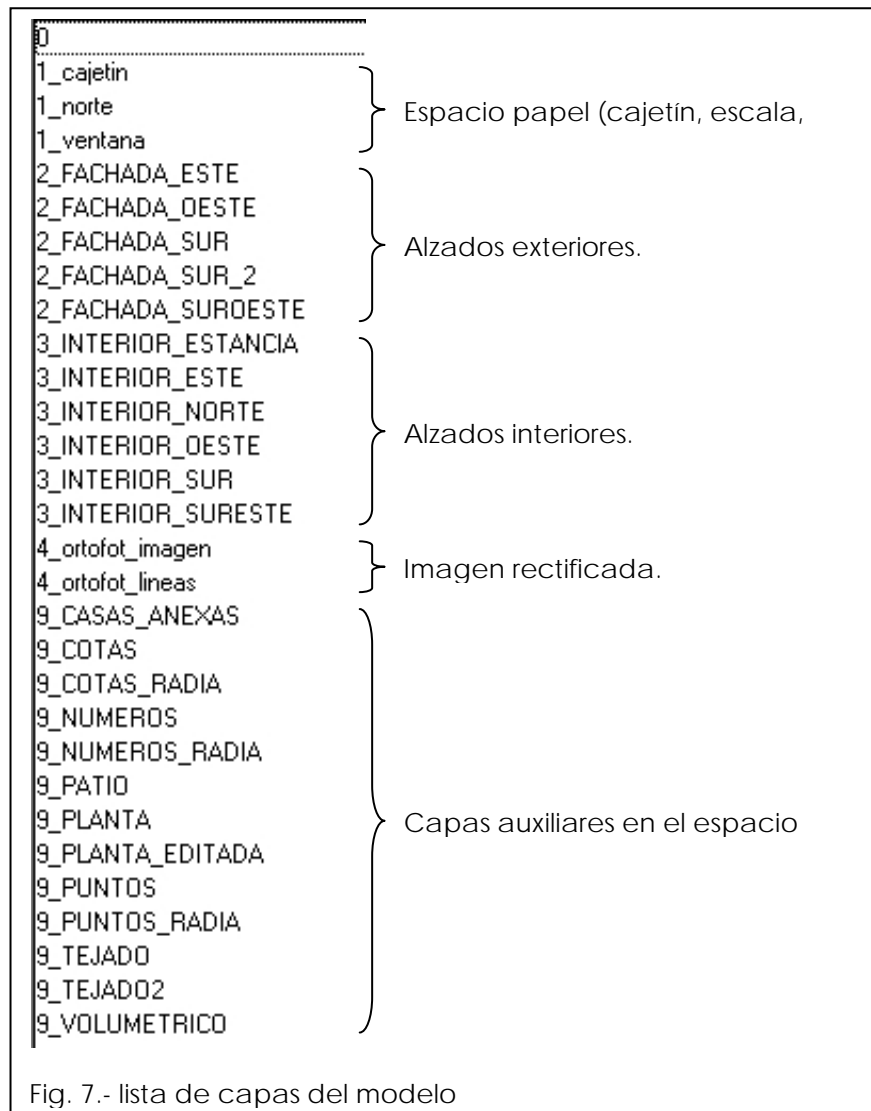 0
1_cajetin
1_norte
1_ventana
Espacio papel (cajetín, escala,
2_FACHADA_ESTE
2_FACHADA_OESTE
2_FACHADA_SUR
2_FACHADA_SUR_2
2_FACHADA_SUROESTE
Alzados exteriores.
3_INTERIOR_ESTANCIA
3_INTERIOR_ESTE
3_INTERIOR_NORTE
3_INTERIOR_OESTE
3_INTERIOR_SUR
3_INTERIOR_SURESTE
Alzados interiores.
4_ortofot_imagen
4_ortofot_lineas
Imagen rectificada.
9_CASAS_ANEXAS
9_COTAS
9_COTAS_RADIA
9_NUMEROS
9_NUMEROS_RADIA
9_PATIO
9_PLANTA
9_PLANTA_EDITADA
9_PUNTOS
9_PUNTOS_RADIA
9_TEJADO
9_TEJADO2
9_VOLUMETRICO
Capas auxiliares en el espacio
Fig. 7.- lista de capas del modelo